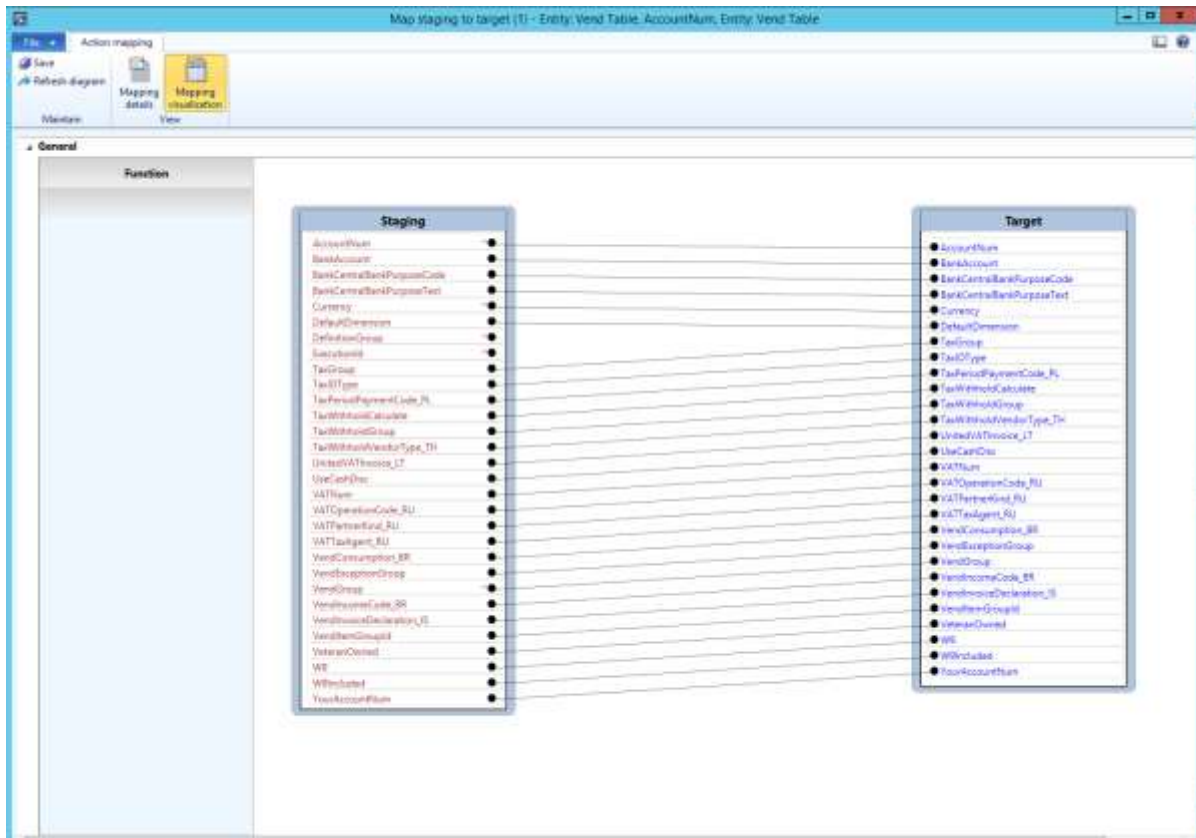 Map staging to target (1) - Entity: Vend Table. AccountNum, Entity: Vend Table
File
Action mapping
Save
Refresh diagram
Mapping details
Mapping visualization
Maintain
View
General
Function
Staging
AccountNum
BankAccount
BankCentralBankPurposeCode
BankCentralBankPurposeText
Currency
DefaultDimension
DefinitionGroup
ExecutionId
TaxGroup
TaxIDType
TaxPeriodPaymentCode_PL
TaxWithholdCalculate
TaxWithholdGroup
TaxWithholdVendorType_TH
UnitedVATInvoice_LT
UseCashDisc
VATNum
VATOperationCode_RU
VATPartnerKind_RU
VATTaxAgent_RU
VendConsumption_BR
VendExceptionGroup
VendGroup
VendIncomeCode_BR
VendInvoiceDeclaration_IS
VendItemGroupId
VeteranOwned
WB
WBIncluded
YourAccountNum
Target
AccountNum
BankAccount
BankCentralBankPurposeCode
BankCentralBankPurposeText
Currency
DefaultDimension
TaxGroup
TaxIDType
TaxPeriodPaymentCode_PL
TaxWithholdCalculate
TaxWithholdGroup
TaxWithholdVendorType_TH
UnitedVATInvoice_LT
UseCashDisc
VATNum
VATOperationCode_RU
VATPartnerKind_RU
VATTaxAgent_RU
VendConsumption_BR
VendExceptionGroup
VendGroup
VendIncomeCode_BR
VendInvoiceDeclaration_IS
VendItemGroupId
VeteranOwned
WB
WBIncluded
YourAccountNum